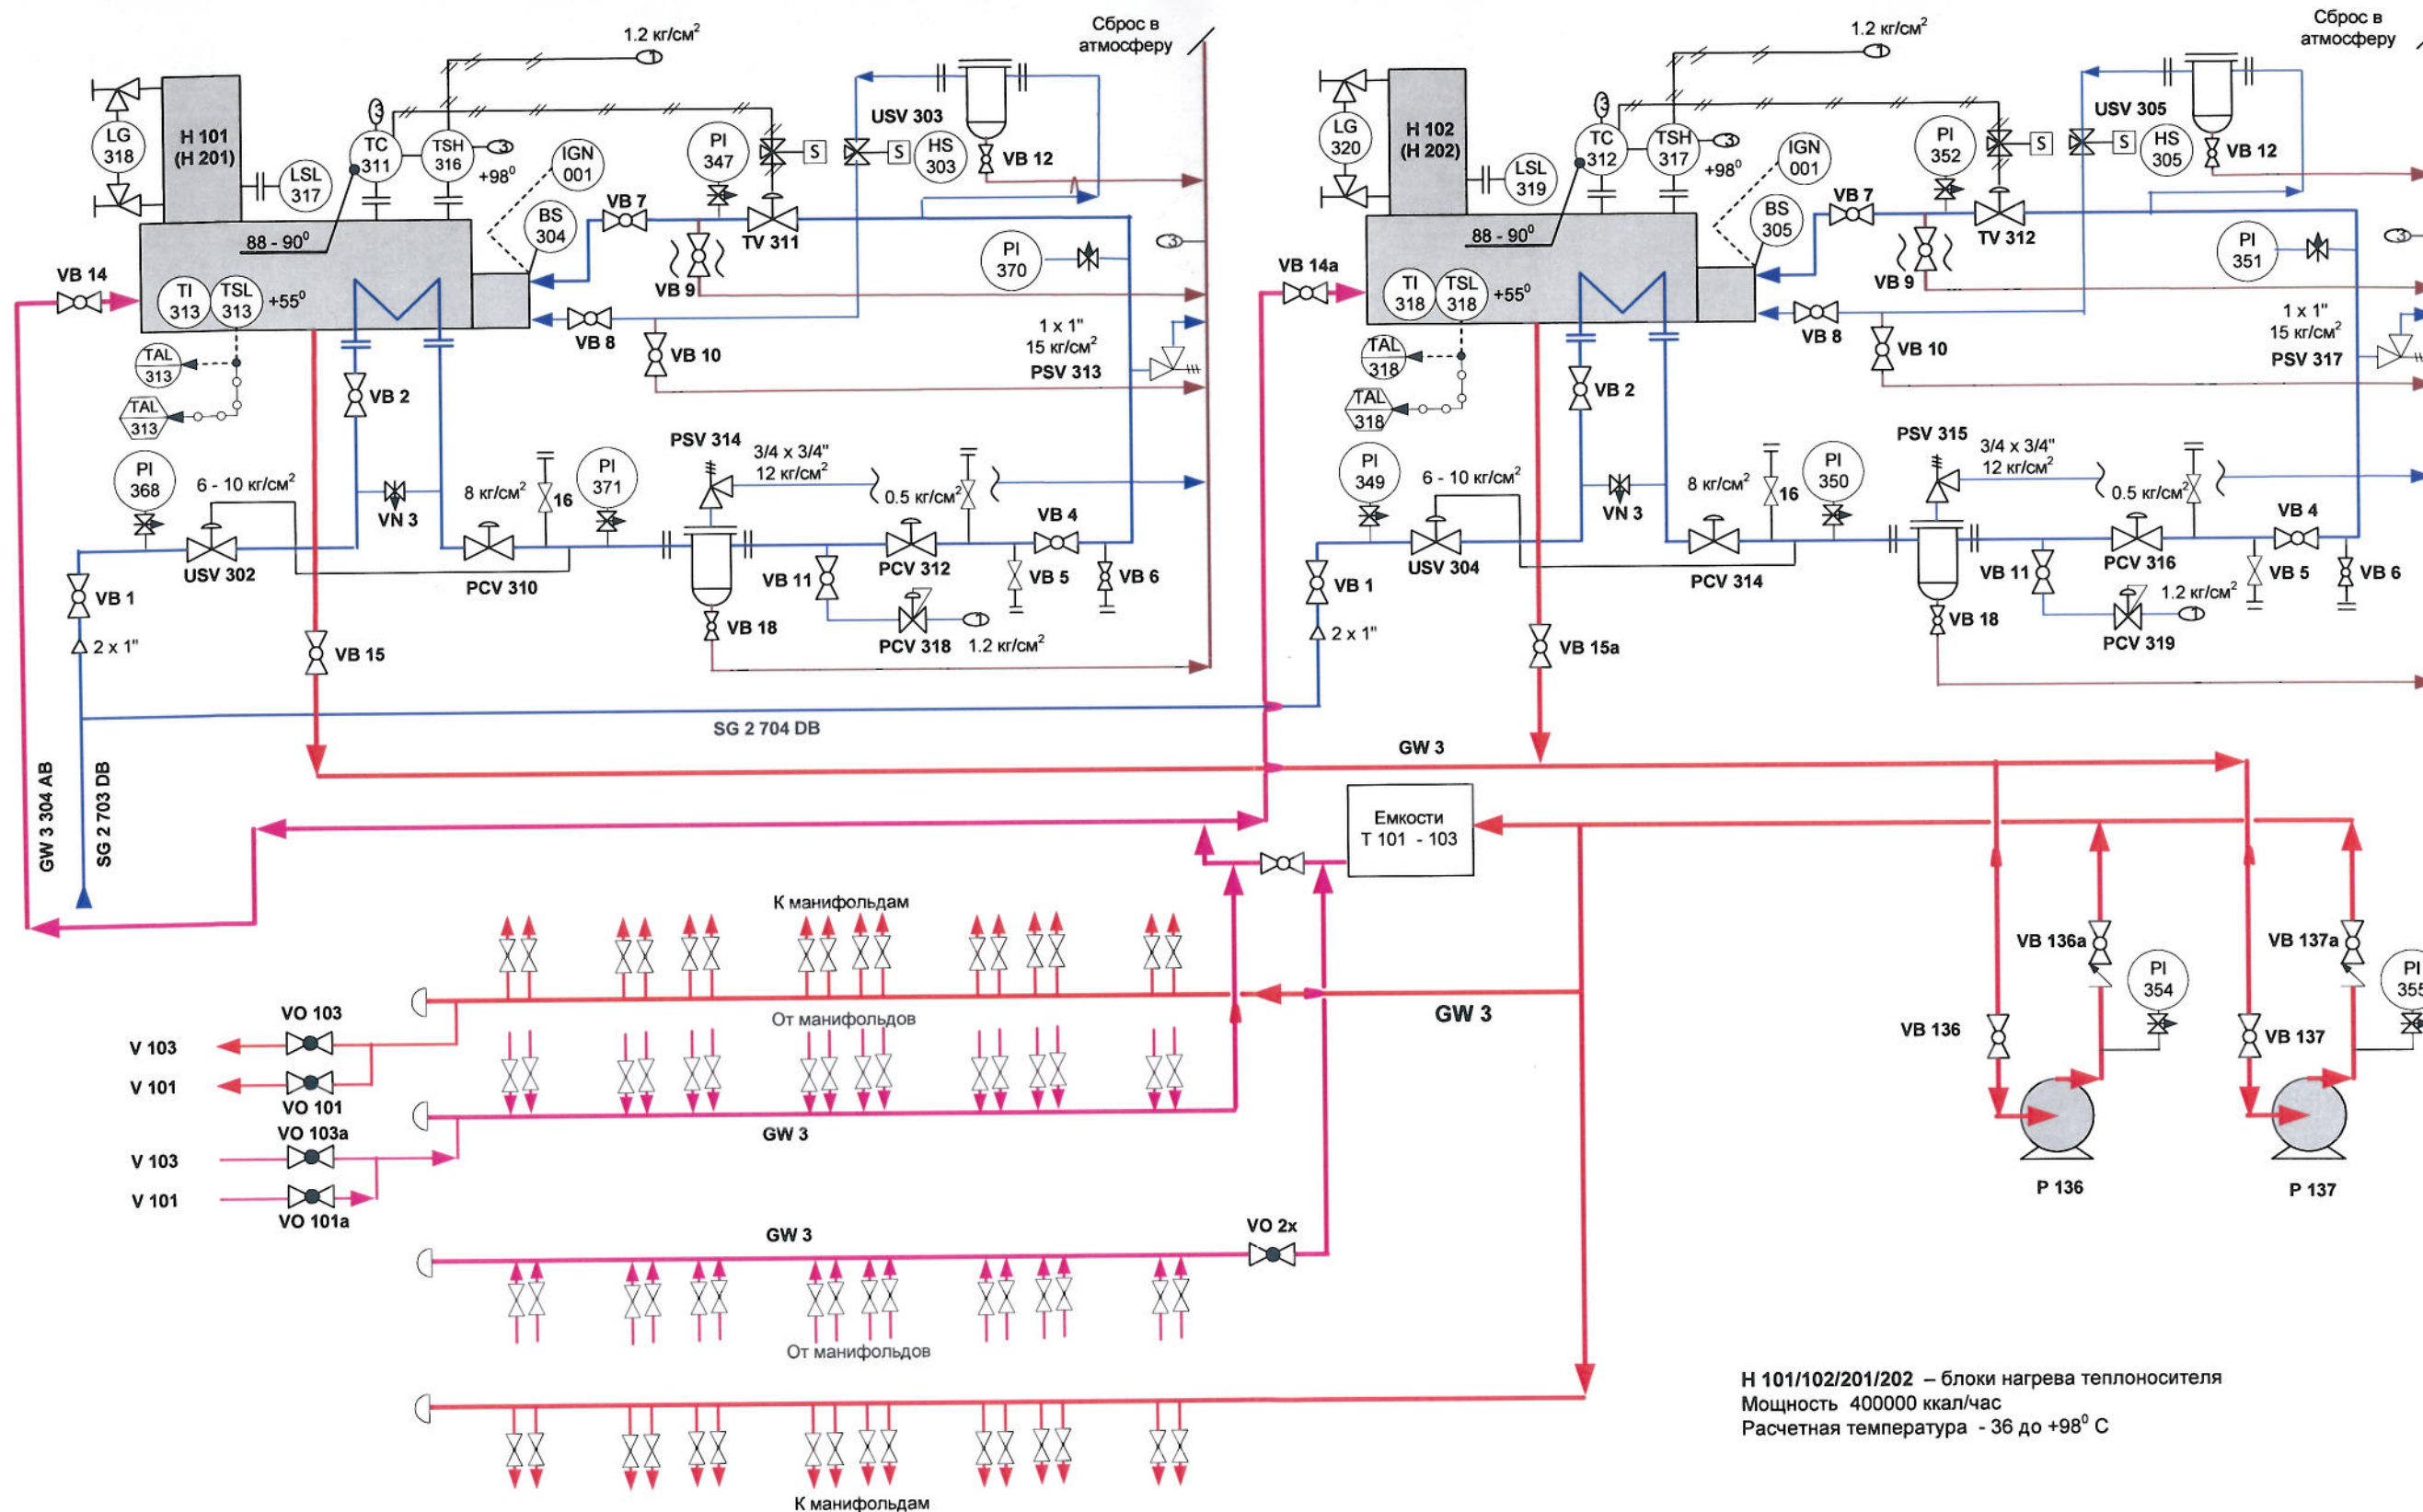 1.2 кг/см²
Сброс в
атмосферу
1.2 кг/см²
Сброс в
атмосферу
LG
318
H 101
(H 201)
3
TC
311
TSH
316
3
1
+98⁰
LSL
317
IGN
001
BS
304
PI
347
S
USV 303
S
HS
303
VB 12
VB 7
TV 311
VB 9
PI
370
88 - 90⁰
VB 14
TI
313
TSL
313
+55⁰
VB 8
VB 10
1 x 1"
15 кг/см²
PSV 313
TAL
313
TAL
313
VB 2
PI
368
6 - 10 кг/см²
VN 3
8 кг/см²
16
PI
371
PSV 314
3/4 x 3/4"
12 кг/см²
0.5 кг/см²
VB 4
USV 302
PCV 310
VB 11
PCV 312
VB 5
VB 6
VB 1
2 x 1"
VB 15
VB 18
PCV 318
1
1.2 кг/см²
LG
320
H 102
(H 202)
3
TC
312
TSH
317
3
1
+98⁰
LSL
319
IGN
001
BS
305
PI
352
S
USV 305
S
HS
305
VB 12
VB 7
TV 312
VB 9
PI
351
3
3
88 - 90⁰
VB 14a
TI
318
TSL
318
+55⁰
VB 8
VB 10
1 x 1"
15 кг/см²
PSV 317
TAL
318
TAL
318
VB 2
PI
349
6 - 10 кг/см²
VN 3
8 кг/см²
16
PI
350
PSV 315
3/4 x 3/4"
12 кг/см²
0.5 кг/см²
VB 4
USV 304
PCV 314
VB 11
PCV 316
VB 5
VB 6
VB 1
2 x 1"
VB 15a
VB 18
PCV 319
1
1.2 кг/см²
SG 2 704 DB
GW 3
GW 3 304 AB
SG 2 703 DB
Емкости
Т 101 - 103
К манифольдам
От манифольдов
GW 3
VO 103
V 103
V 101
VO 101
VO 103a
V 103
V 101
VO 101a
GW 3
GW 3
VO 2x
От манифольдов
К манифольдам
VB 136a
PI
354
VB 137a
PI
355
VB 136
VB 137
P 136
P 137
Н 101/102/201/202 – блоки нагрева теплоносителя
Мощность 400000 ккал/час
Расчетная температура - 36 до +98⁰ С